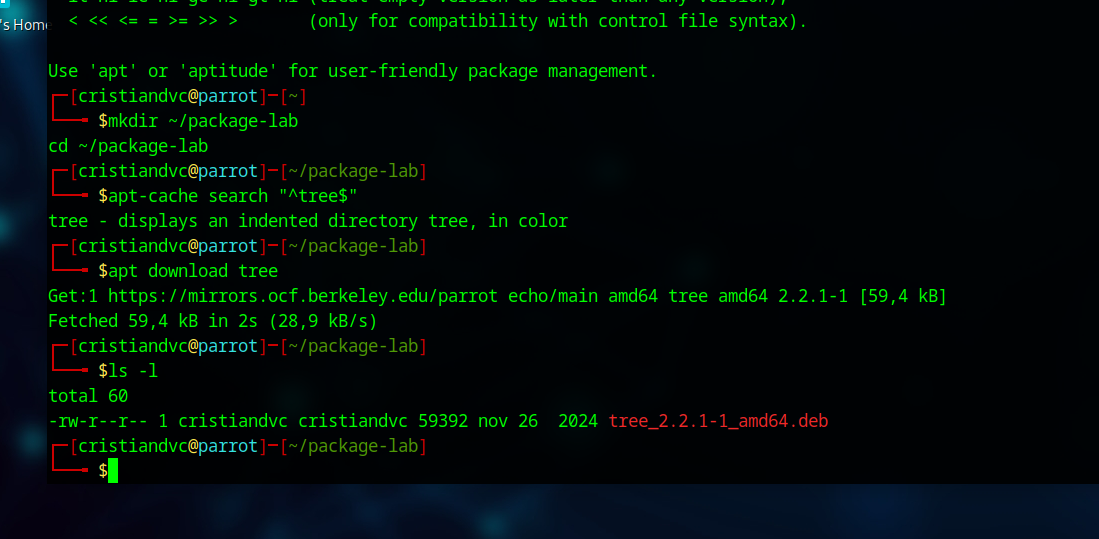 < << <= = >= >> >       (only for compatibility with control file syntax).
's Home
Use 'apt' or 'aptitude' for user-friendly package management.
┌─[cristiandvc@parrot]─[~]
└──╼ $mkdir ~/package-lab
cd ~/package-lab
┌─[cristiandvc@parrot]─[~/package-lab]
└──╼ $apt-cache search "^tree$"
tree - displays an indented directory tree, in color
┌─[cristiandvc@parrot]─[~/package-lab]
└──╼ $apt download tree
Get:1 https://mirrors.ocf.berkeley.edu/parrot echo/main amd64 tree amd64 2.2.1-1 [59,4 kB]
Fetched 59,4 kB in 2s (28,9 kB/s)
┌─[cristiandvc@parrot]─[~/package-lab]
└──╼ $ls -l
total 60
-rw-r--r-- 1 cristiandvc cristiandvc 59392 nov 26  2024 tree_2.2.1-1_amd64.deb
┌─[cristiandvc@parrot]─[~/package-lab]
└──╼ $